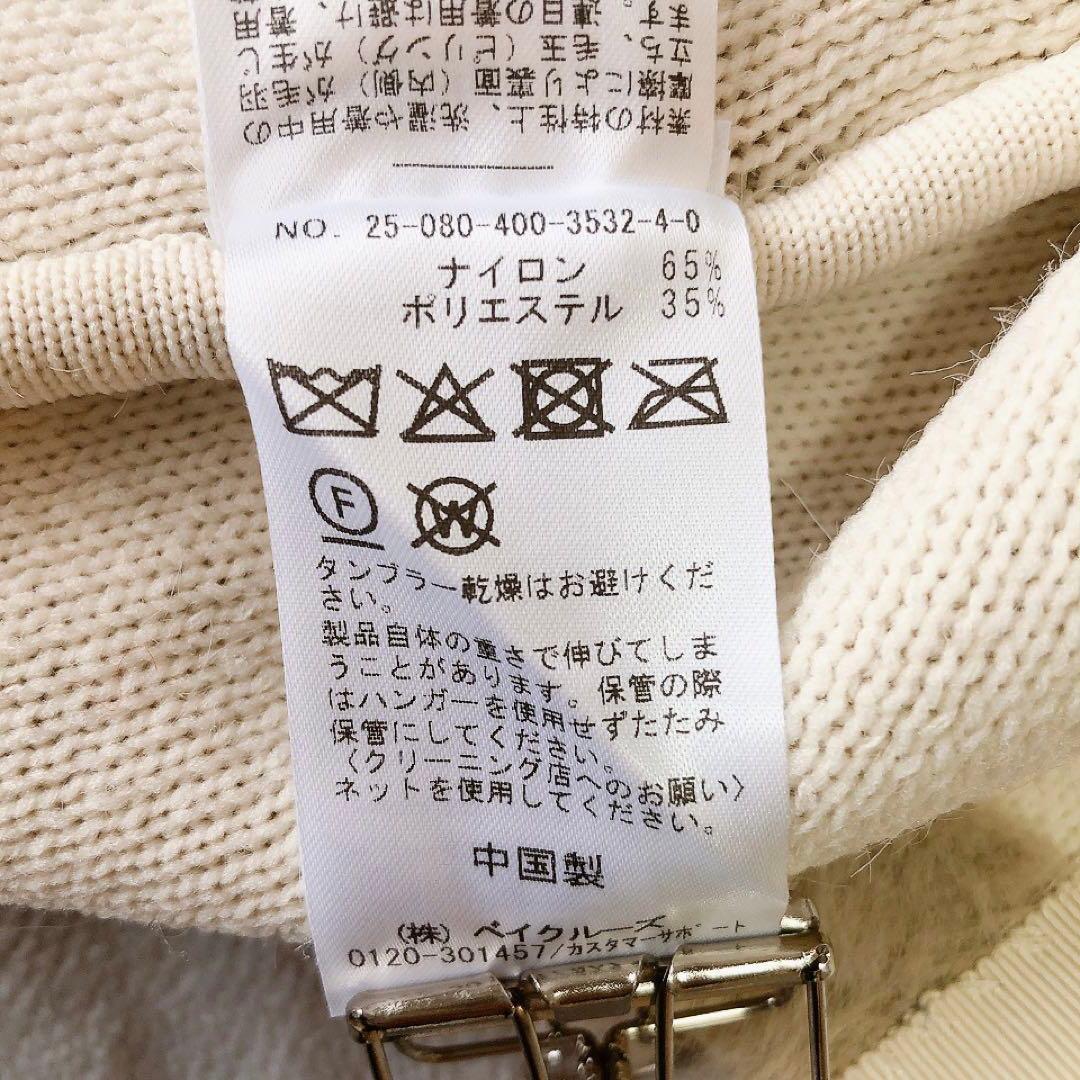 素材の特性上、洗濯や着用中の
摩擦により裏面（内側）が毛羽
立ち、毛玉（ピリング）が生じ
ます。連日の着用は避け、着用
NO. 25-080-400-3532-4-0
ナイロン 65%
ポリエステル 35%
F W
タンブラー乾燥はお避けくだ
さい。
製品自体の重さで伸びてしま
うことがあります。保管の際
はハンガーを使用せずたたみ
保管にしてください。
〈クリーニング店へのお願い〉
ネットを使用してください。
中国製
(株) ベイクルーズ
0120-301457/カスタマーサポート